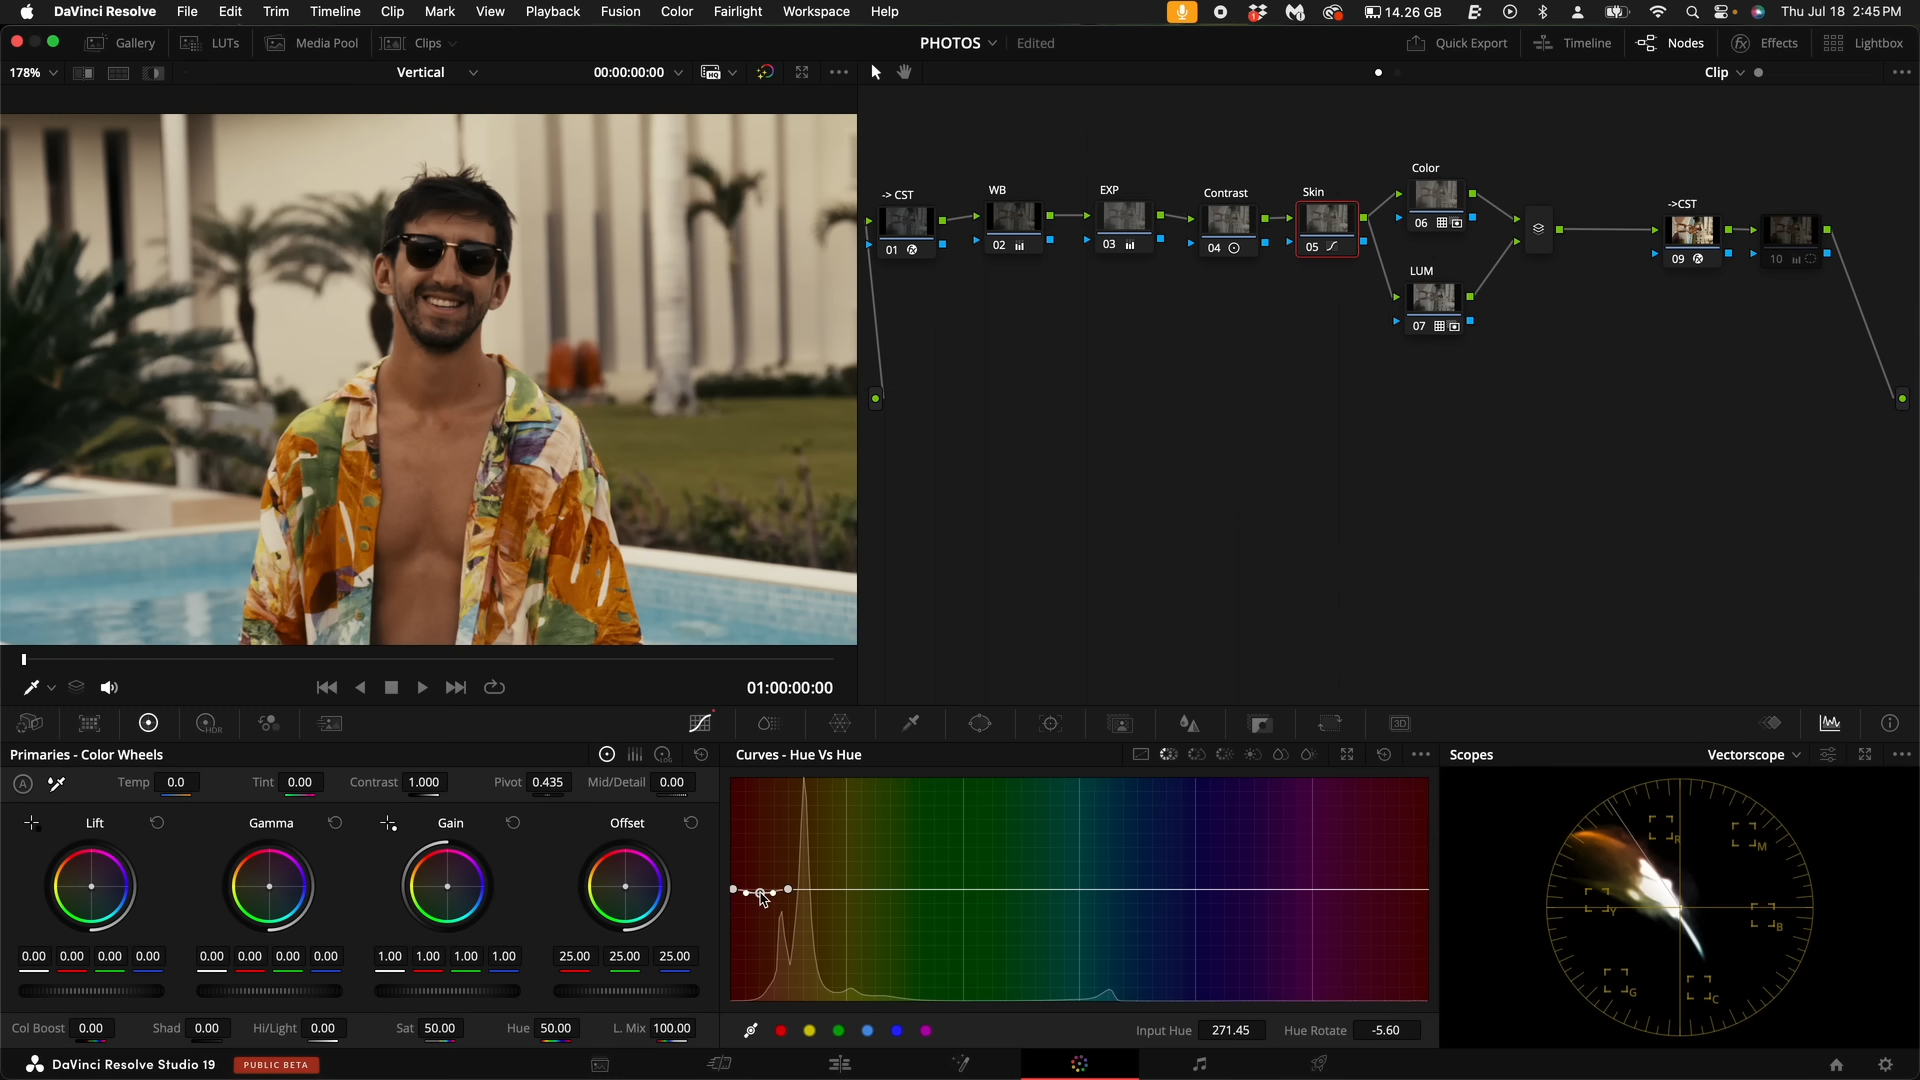 DaVinci Resolve File Edit Trim Timeline Clip Mark View Playback Fusion Color Fairlight Workspace Help 1 14.26 GB Thu Jul 18 2:45 PM
Gallery LUTs Media Pool Clips PHOTOS Edited Quick Export Timeline Nodes Effects Lightbox
178% Vertical 00:00:00:00 HQ Clip
Color
WB EXP Contrast Skin
-> CST
->CST
06
02 03 04 05
01
09 10
LUM
07
01:00:00:00
HDR 3D
Primaries - Color Wheels LOG Curves - Hue Vs Hue Scopes Vectorscope
A Temp 0.0 Tint 0.00 Contrast 1.000 Pivot 0.435 Mid/Detail 0.00
Lift Gamma Gain Offset
R M
Y B
G C
0.00 0.00 0.00 0.00 0.00 0.00 0.00 0.00 1.00 1.00 1.00 1.00 25.00 25.00 25.00
Col Boost 0.00 Shad 0.00 Hi/Light 0.00 Sat 50.00 Hue 50.00 L. Mix 100.00 Input Hue 271.45 Hue Rotate -5.60
DaVinci Resolve Studio 19 PUBLIC BETA